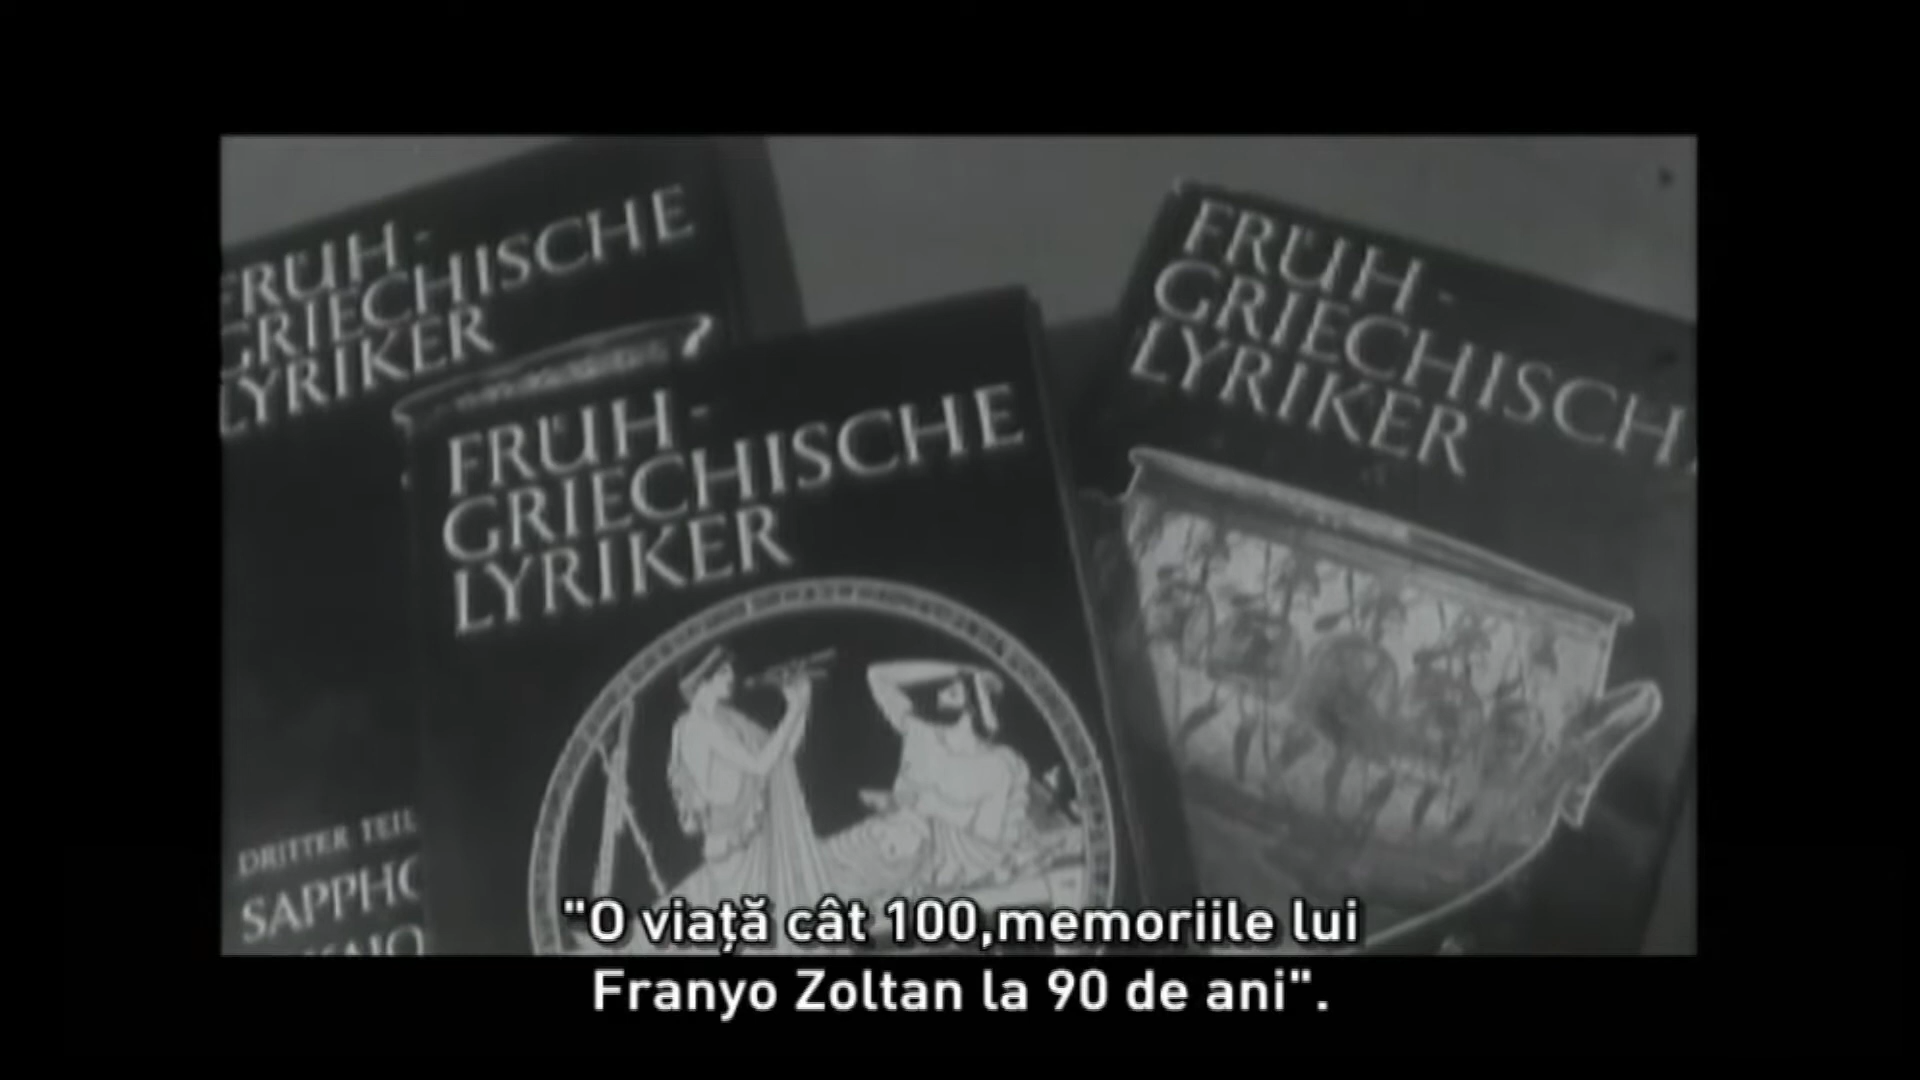 FRÜH-
GRIECHISCHE
LYRIKER
DRITTER TEIL
SAPPHO
FRÜH-
GRIECHISCHE
LYRIKER
FRÜH-
GRIECHISCH
LYRIKER
"O viață cât 100,memoriile lui
Franyo Zoltan la 90 de ani".